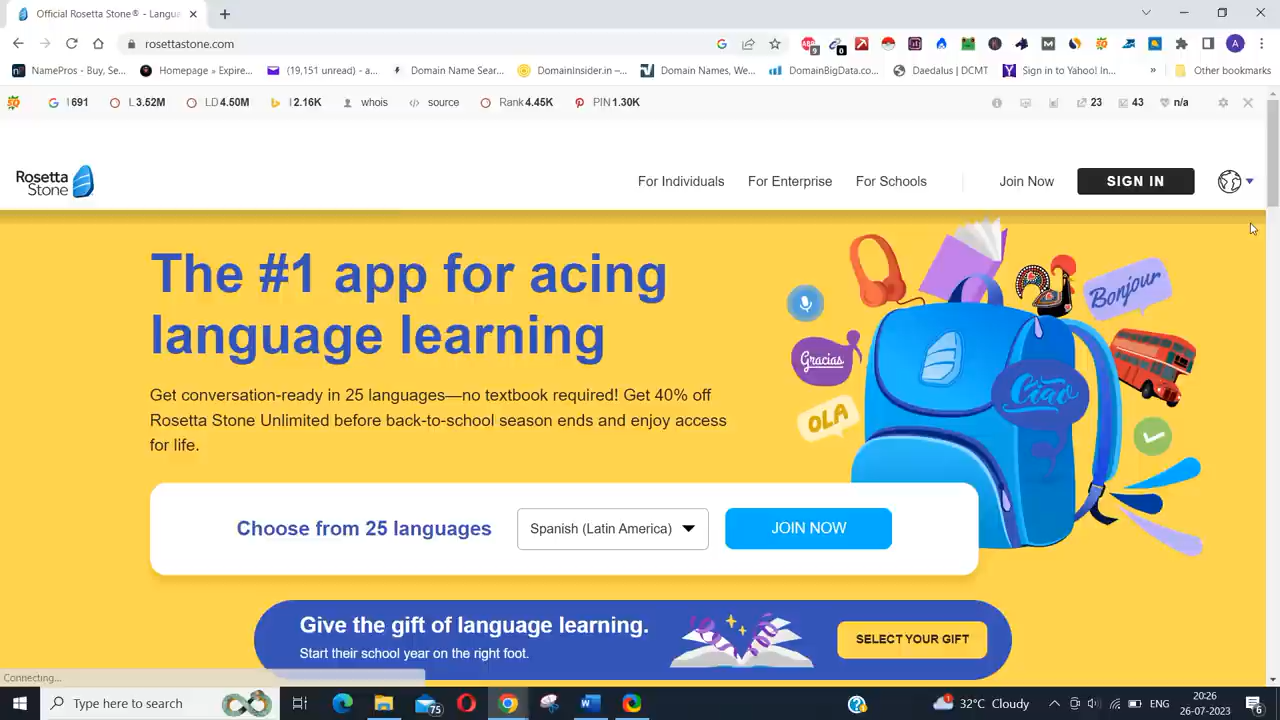 Official Rosetta Stone® - Langua
rosettastone.com
9
0
A
NamePros - Buy, Se...
Homepage » Expire...
(19,151 unread) - a...
Domain Name Sear...
DomainInsider.in –...
Domain Names, We...
DomainBigData.co...
Daedalus | DCMT
Sign in to Yahoo! In...
»
Other bookmarks
I 691
L 3.52M
LD 4.50M
I 2.16K
whois
source
Rank 4.45K
PIN 1.30K
23
43
n/a
Rosetta
Stone
For Individuals
For Enterprise
For Schools
Join Now
SIGN IN
The #1 app for acing
language learning
Get conversation-ready in 25 languages—no textbook required! Get 40% off
Rosetta Stone Unlimited before back-to-school season ends and enjoy access
for life.
Bonjour
Gracias
Ciao
OLA
Choose from 25 languages
Spanish (Latin America)
JOIN NOW
Give the gift of language learning.
Start their school year on the right foot.
SELECT YOUR GIFT
Connecting...
Type here to search
75
1
32°C Cloudy
ENG
20:26
26-07-2023
6